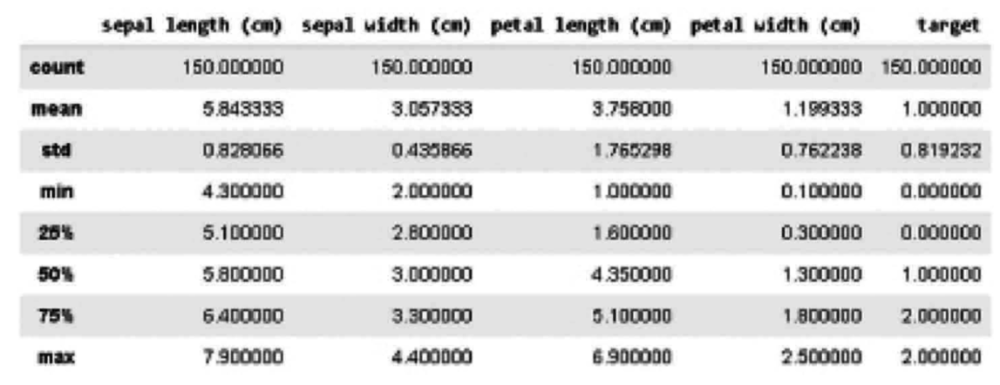 sepal length (cm) sepal width (cm) petal length (cm) petal width (cm) target
count 150.000000 150.000000 150.000000 150.000000 150.000000
mean 5.843333 3.057333 3.758000 1.199333 1.000000
std 0.828066 0.435866 1.765298 0.762238 0.819232
min 4.300000 2.000000 1.000000 0.100000 0.000000
25% 5.100000 2.800000 1.600000 0.300000 0.000000
50% 5.800000 3.000000 4.350000 1.300000 1.000000
75% 6.400000 3.300000 5.100000 1.800000 2.000000
max 7.900000 4.400000 6.900000 2.500000 2.000000